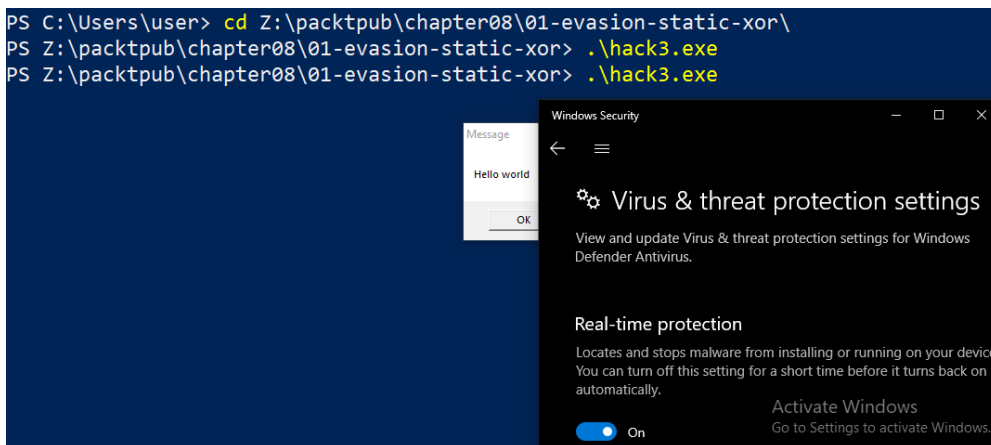 PS C:\Users\user> cd Z:\packtpub\chapter08\01-evasion-static-xor\
PS Z:\packtpub\chapter08\01-evasion-static-xor> .\hack3.exe
PS Z:\packtpub\chapter08\01-evasion-static-xor> .\hack3.exe
Message
Hello world
OK
Windows Security
Virus & threat protection settings
View and update Virus & threat protection settings for Windows
Defender Antivirus.
Real-time protection
Locates and stops malware from installing or running on your device
You can turn off this setting for a short time before it turns back on
automatically.
On
Activate Windows
Go to Settings to activate Windows.